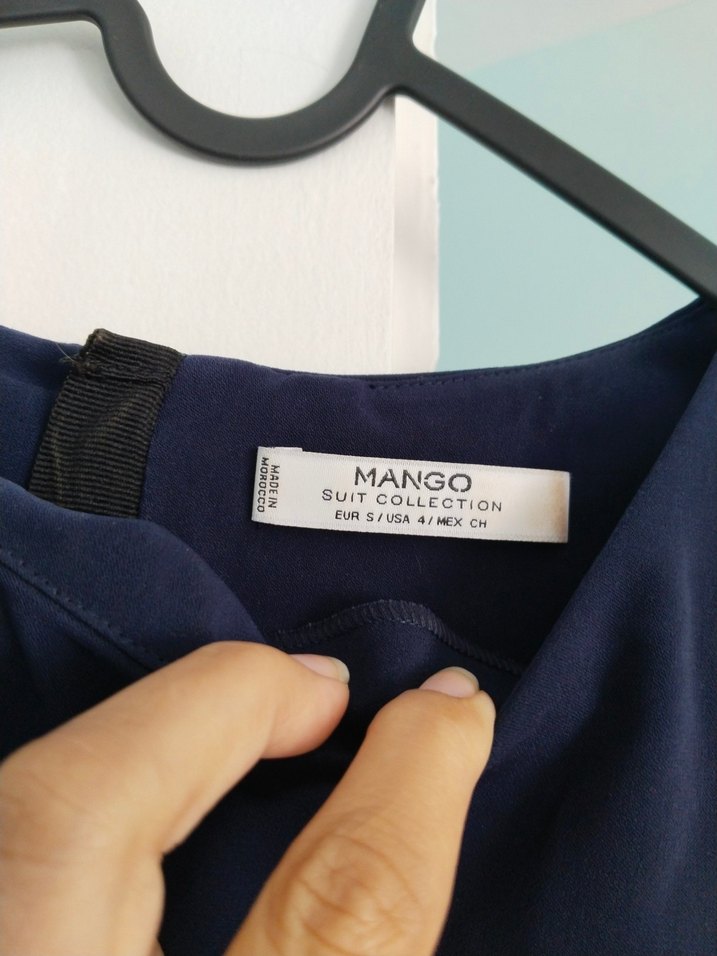 MADE IN
MOROCCO
MANGO
SUIT COLLECTION
EUR S / USA 4 / MEX CH